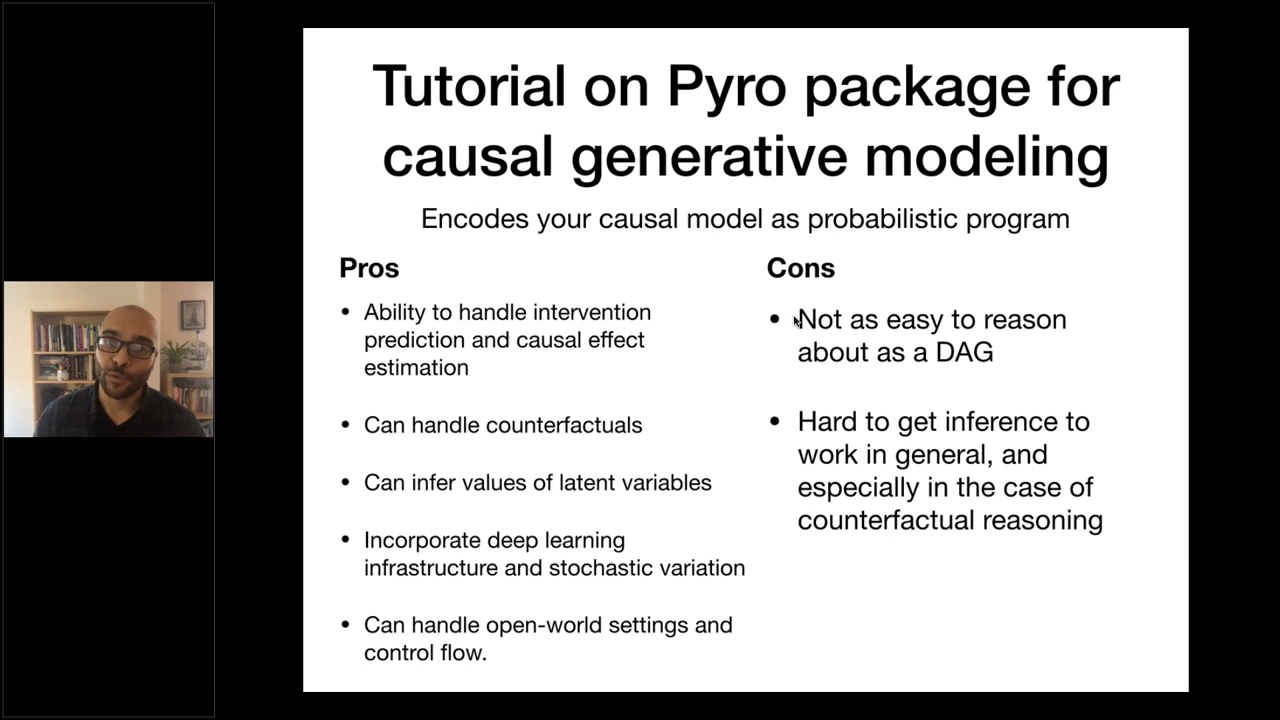 Tutorial on Pyro package for
causal generative modeling
Encodes your causal model as probabilistic program
Pros
• Ability to handle intervention
prediction and causal effect
estimation
• Can handle counterfactuals
• Can infer values of latent variables
• Incorporate deep learning
infrastructure and stochastic variation
• Can handle open-world settings and
control flow.
Cons
• Not as easy to reason
about as a DAG
• Hard to get inference to
work in general, and
especially in the case of
counterfactual reasoning